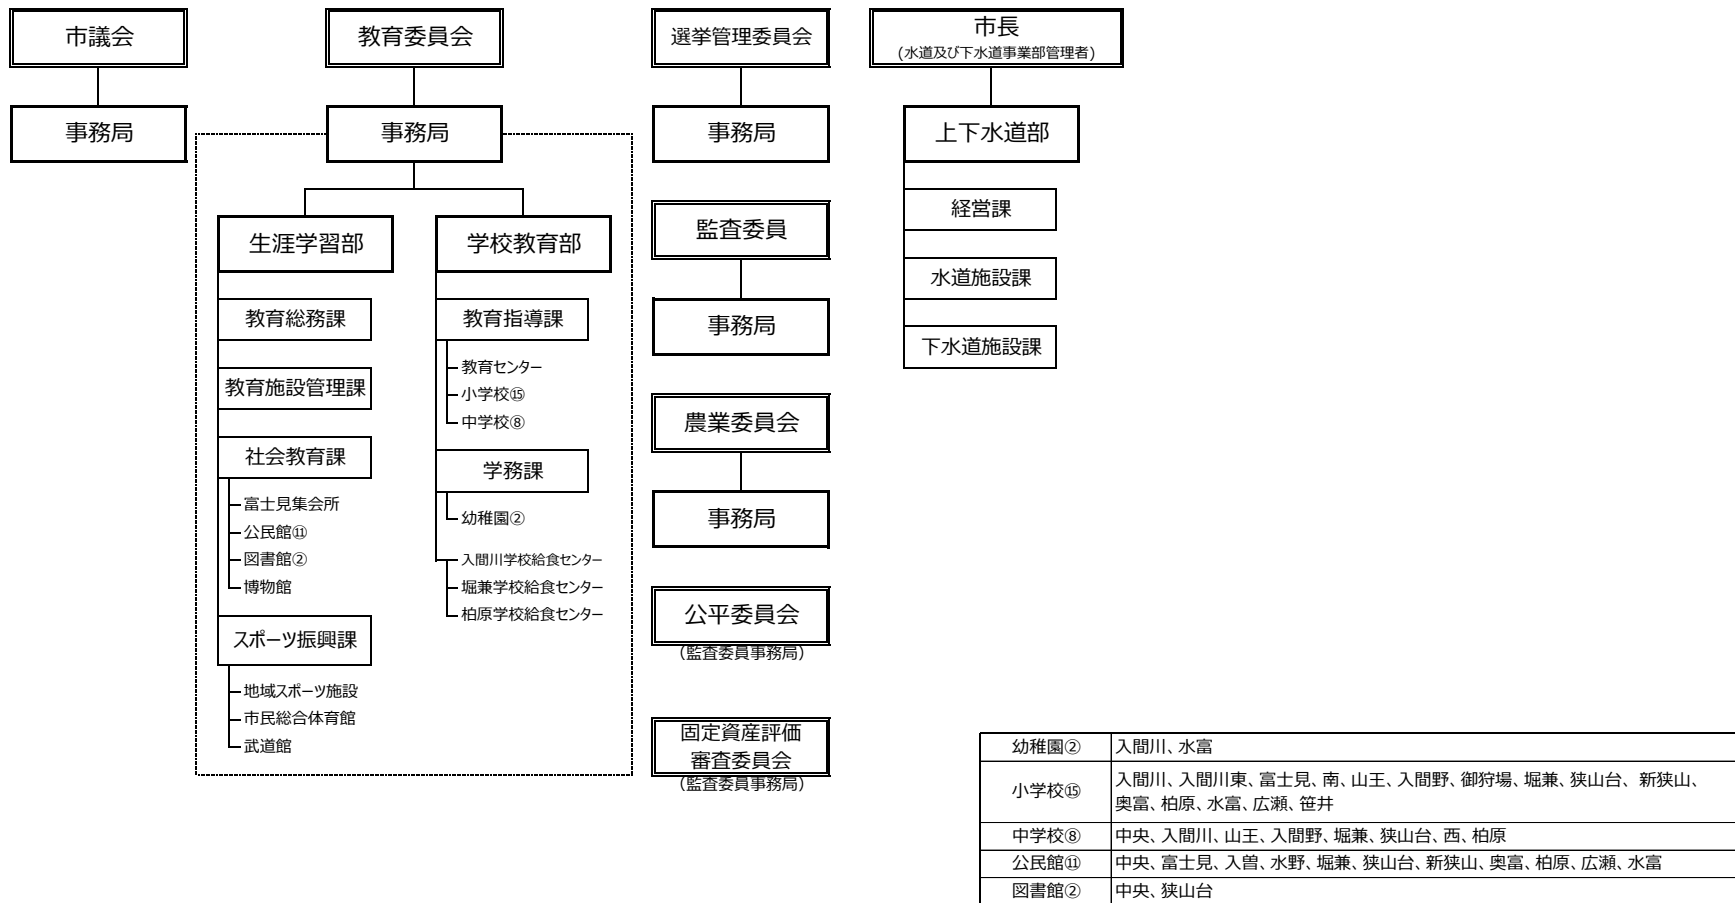 市議会
事務局
教育委員会
事務局
生涯学習部
教育総務課
教育施設管理課
社会教育課
富士見集会所
公民館⑪
図書館②
博物館
スポーツ振興課
地域スポーツ施設
市民総合体育館
武道館
学校教育部
教育指導課
教育センター
小学校⑮
中学校⑧
学務課
幼稚園②
入間川学校給食センター
堀兼学校給食センター
柏原学校給食センター
選挙管理委員会
事務局
監査委員
事務局
農業委員会
事務局
公平委員会
(監査委員事務局)
固定資産評価
審査委員会
(監査委員事務局)
市長
(水道及び下水道事業部管理者)
上下水道部
経営課
水道施設課
下水道施設課
幼稚園② 入間川、水富
小学校⑮ 入間川、入間川東、富士見、南、山王、入間野、御狩場、堀兼、狭山台、新狭山、
奥富、柏原、水富、広瀬、笹井
中学校⑧ 中央、入間川、山王、入間野、堀兼、狭山台、西、柏原
公民館⑪ 中央、富士見、入曽、水野、堀兼、狭山台、新狭山、奥富、柏原、広瀬、水富
図書館② 中央、狭山台